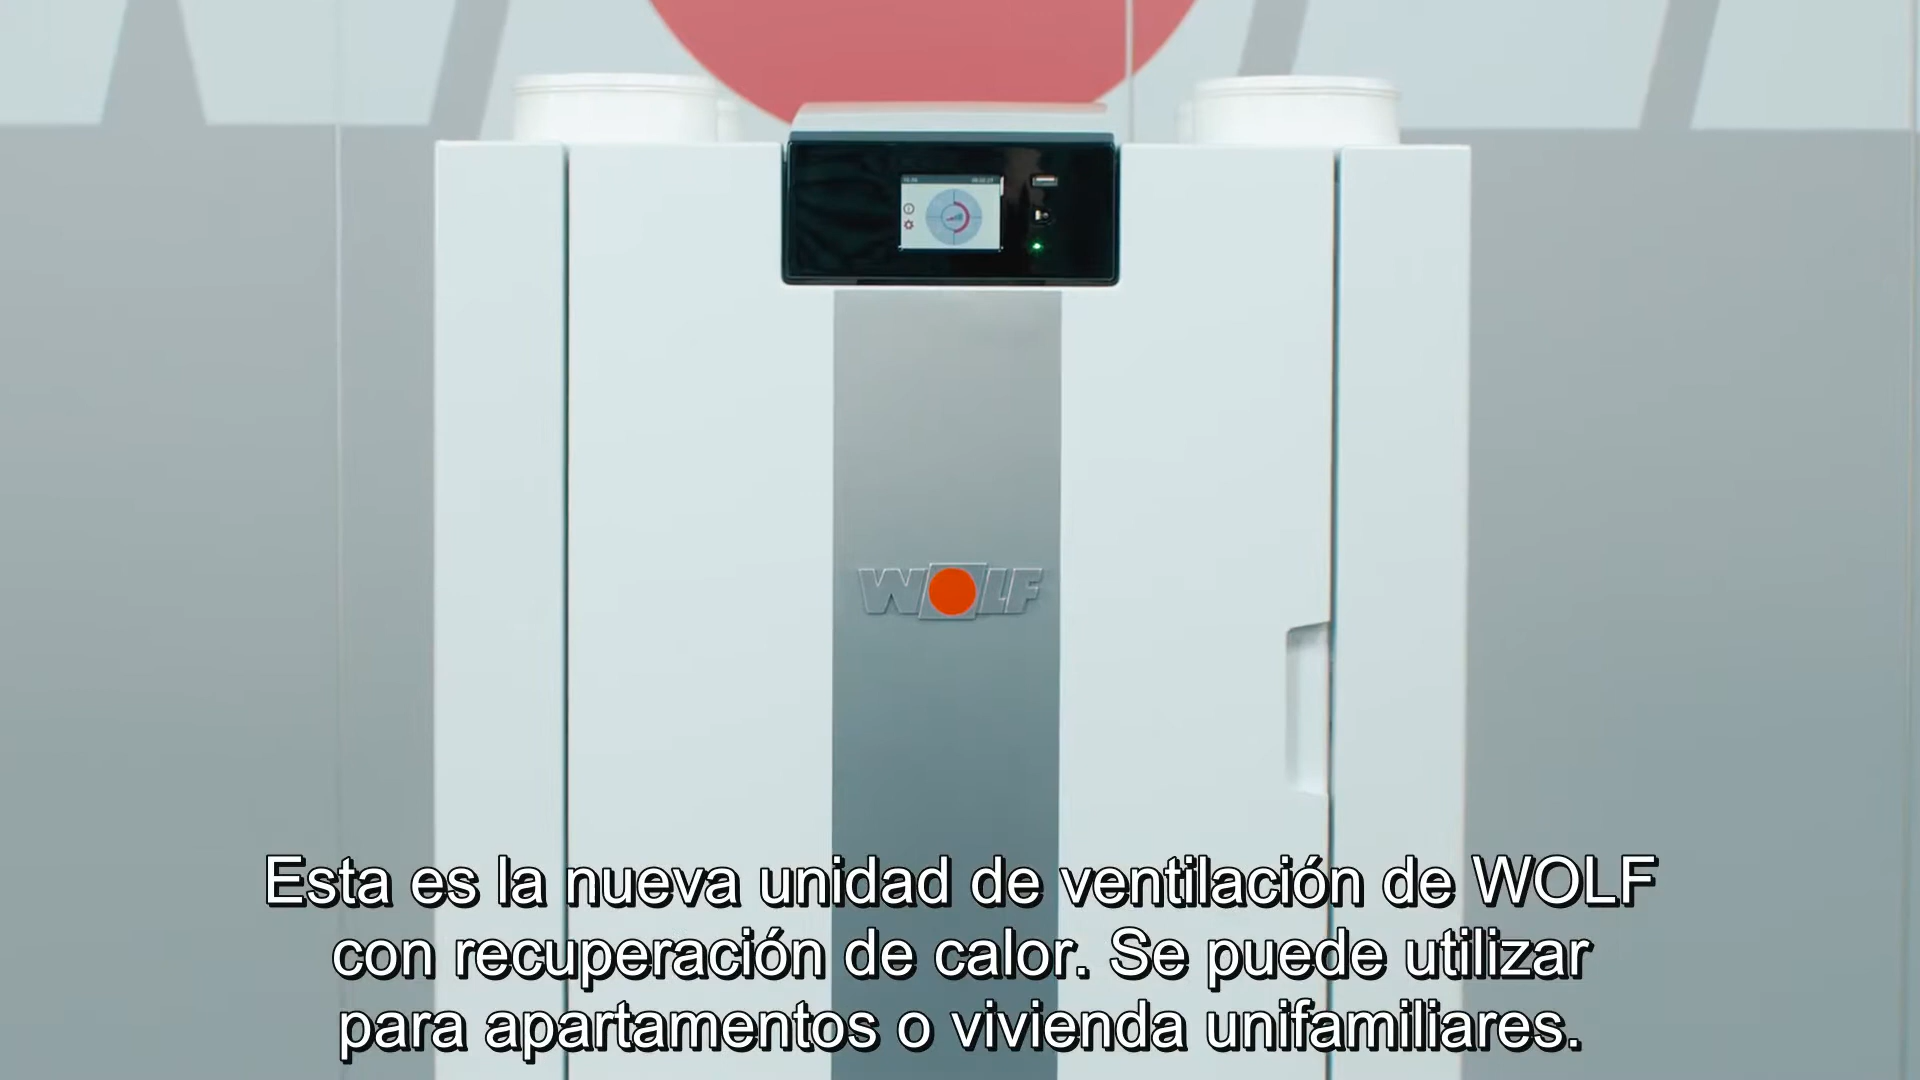 WOLF
Esta es la nueva unidad de ventilación de WOLF
con recuperación de calor. Se puede utilizar
para apartamentos o vivienda unifamiliares.